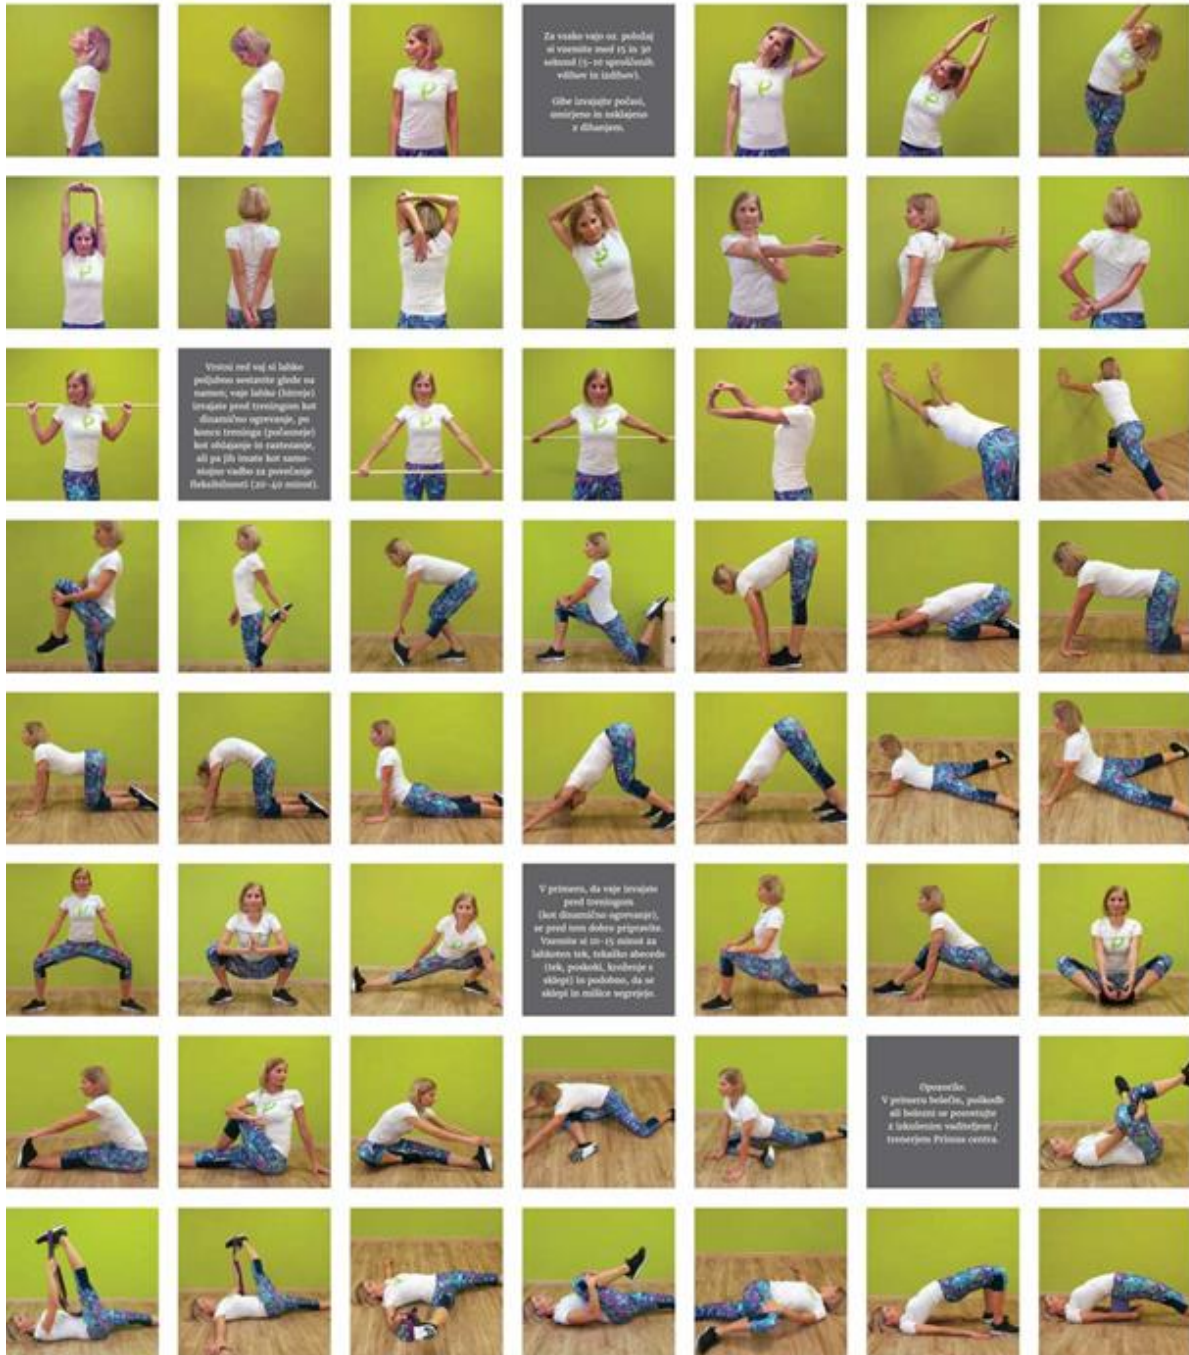 Za vsako vajo oz. položaj
si vzemite med 15 in 30
sekund (5–10 sproščenih
vdihov in izdihov).
Gibe izvajajte počasi,
umirjeno in usklajeno
z dihanjem.
Vrstni red vaj si lahko
poljubno sestavite glede na
namen; vaje lahko (hitreje)
izvajate pred treningom kot
dinamično ogrevanje, po
koncu treninga (počasneje)
kot ohlajanje in raztezanje,
ali pa jih imate kot samo-
stojno vadbo za povečanje
fleksibilnosti (20–40 minut).
V primeru, da vaje izvajate
pred treningom
(kot dinamično ogrevanje),
se pred tem dobro pripravite.
Vzemite si 10–15 minut za
lahkoten tek, tekaško abecedo
(tek, poskoki, kroženje s
sklepi) in podobno, da se
sklepi in mišice segrejejo.
Opozorilo:
V primeru bolečin, poškodb
ali bolezni se posvetujte
z izkušenim vaditeljem /
trenerjem Primus centra.